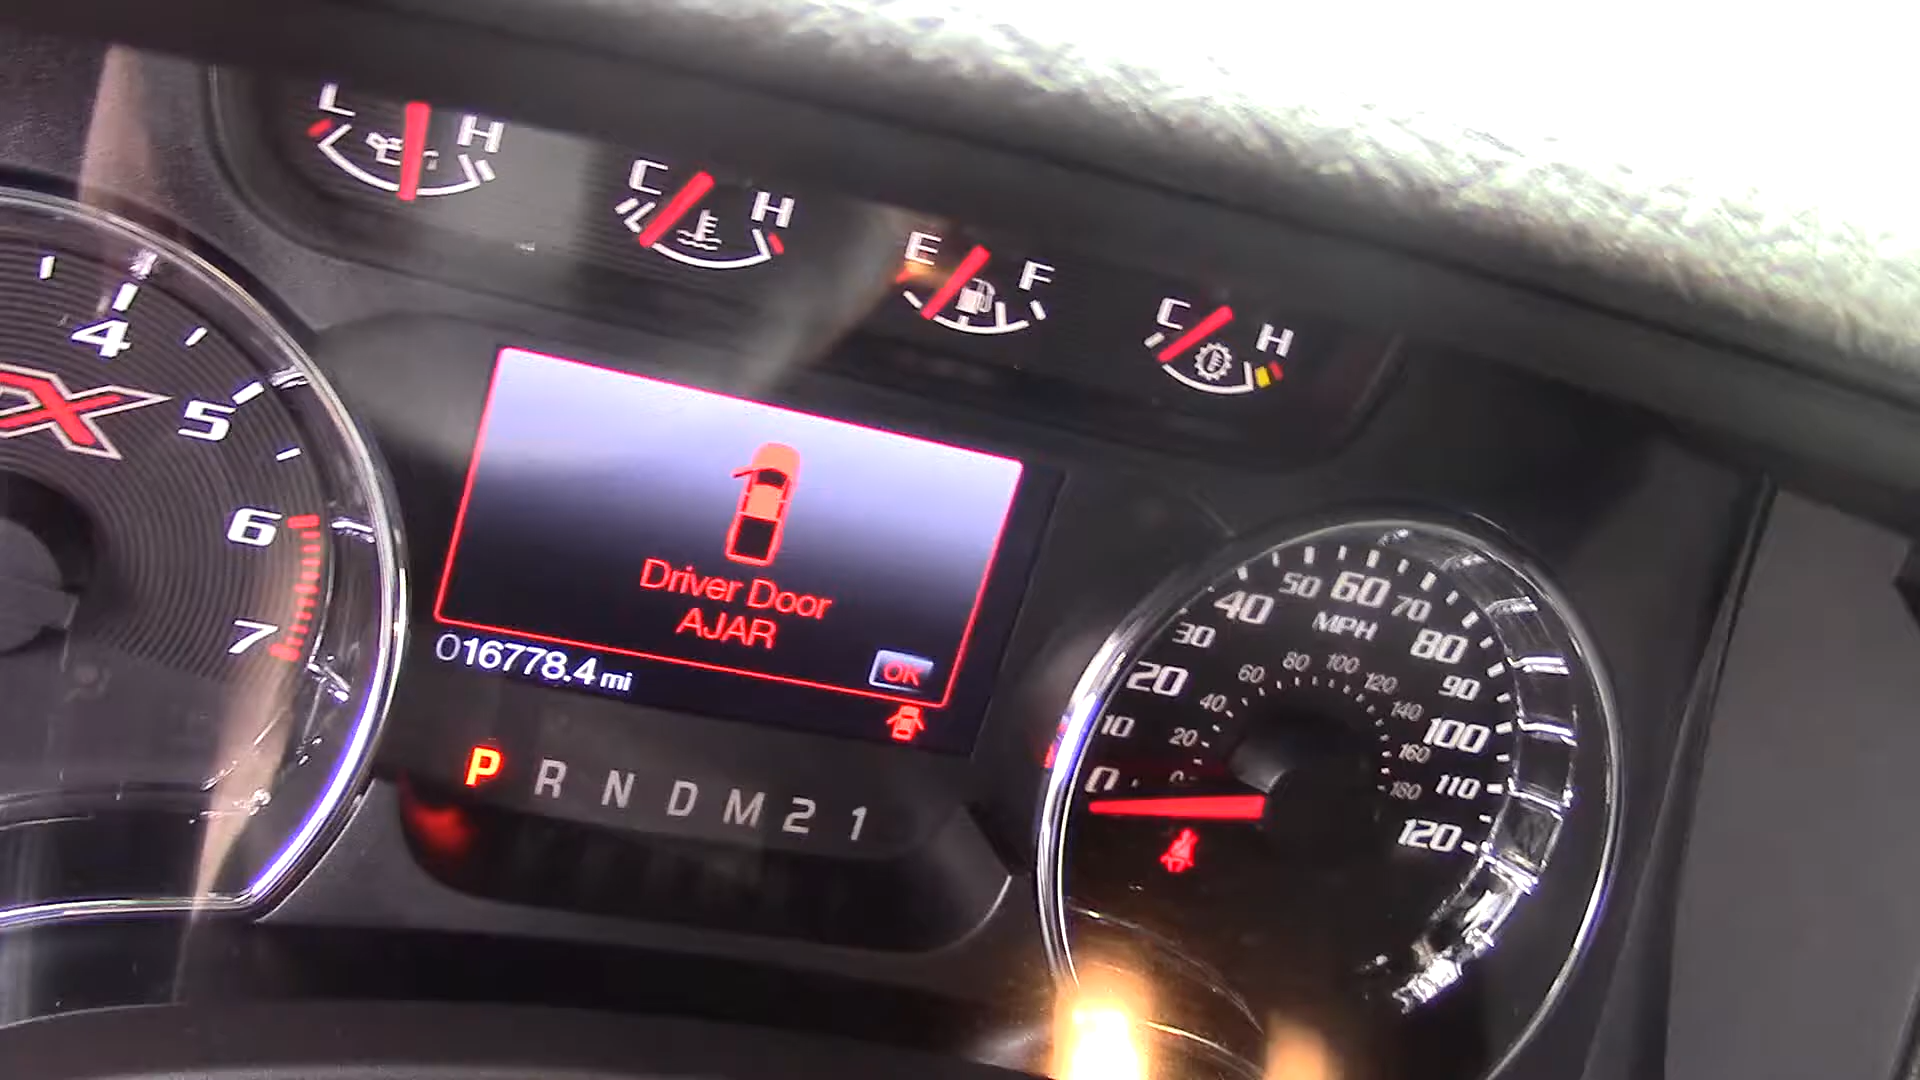 L H
C H
E F
C H
4
5
6
7
X
Driver Door
AJAR
OK
016778.4 mi
P R N D M 2 1
0 10 20 30 40 50 60 70 80 90 100 110 120
MPH
0 20 40 60 80 100 120 140 160 180